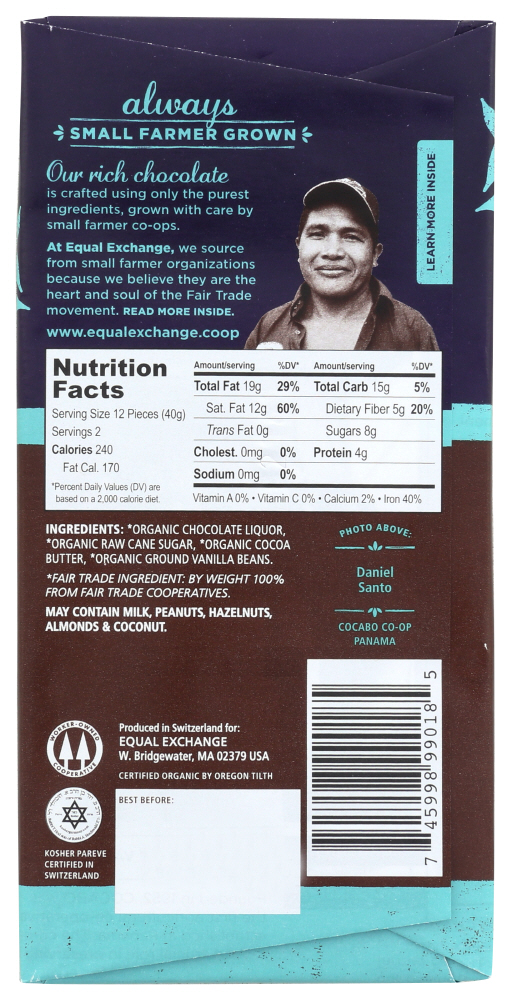 always
SMALL FARMER GROWN
Our rich chocolate
is crafted using only the purest
ingredients, grown with care by
small farmer co-ops.
At Equal Exchange, we source
from small farmer organizations
because we believe they are the
heart and soul of the Fair Trade
movement. READ MORE INSIDE.
www.equalexchange.coop
LEARN MORE INSIDE
Nutrition
Facts
Serving Size 12 Pieces (40g)
Servings 2
Calories 240
Fat Cal. 170
*Percent Daily Values (DV) are
based on a 2,000 calorie diet.
Amount/serving %DV* Amount/serving %DV*
Total Fat 19g 29% Total Carb 15g 5%
Sat. Fat 12g 60% Dietary Fiber 5g 20%
Trans Fat 0g Sugars 8g
Cholest. 0mg 0% Protein 4g
Sodium 0mg 0%
Vitamin A 0% • Vitamin C 0% • Calcium 2% • Iron 40%
INGREDIENTS: *ORGANIC CHOCOLATE LIQUOR,
*ORGANIC RAW CANE SUGAR, *ORGANIC COCOA
BUTTER, *ORGANIC GROUND VANILLA BEANS.
*FAIR TRADE INGREDIENT: BY WEIGHT 100%
FROM FAIR TRADE COOPERATIVES.
MAY CONTAIN MILK, PEANUTS, HAZELNUTS,
ALMONDS & COCONUT.
PHOTO ABOVE:
Daniel
Santo
COCABO CO-OP
PANAMA
WORKER-OWNED
COOPERATIVE
Produced in Switzerland for:
EQUAL EXCHANGE
W. Bridgewater, MA 02379 USA
CERTIFIED ORGANIC BY OREGON TILTH
BEST BEFORE:
KOSHER PAREVE
CERTIFIED IN
SWITZERLAND
7 45998 99018 5